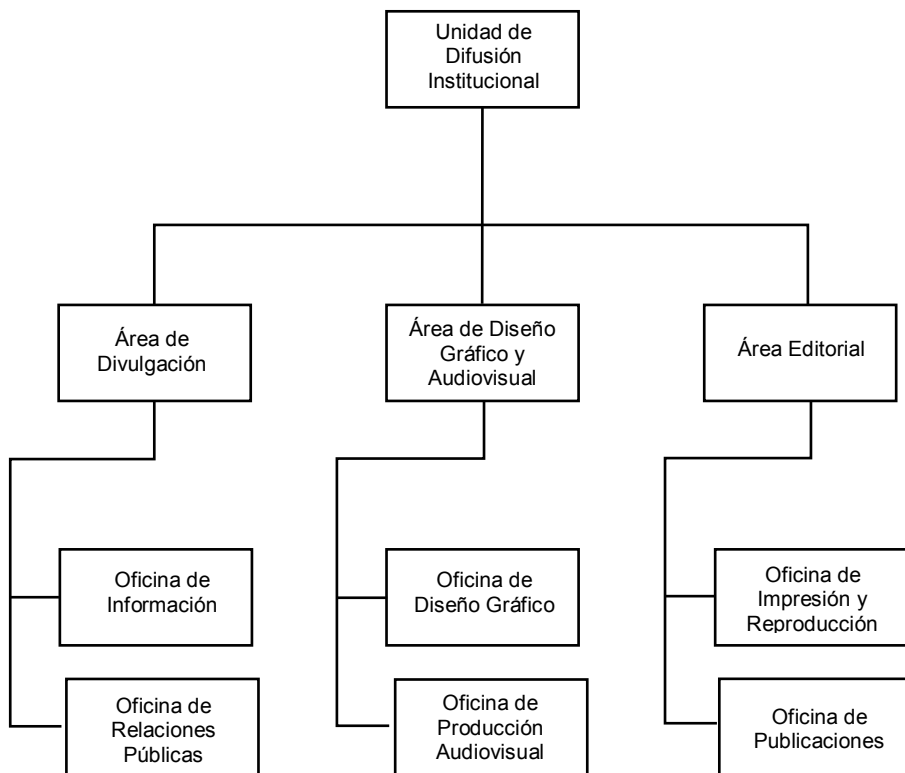 Unidad de
Difusión
Institucional
Área de
Divulgación
Área de Diseño
Gráfico y
Audiovisual
Área Editorial
Oficina de
Información
Oficina de
Diseño Gráfico
Oficina de
Impresión y
Reproducción
Oficina de
Relaciones
Públicas
Oficina de
Producción
Audiovisual
Oficina de
Publicaciones